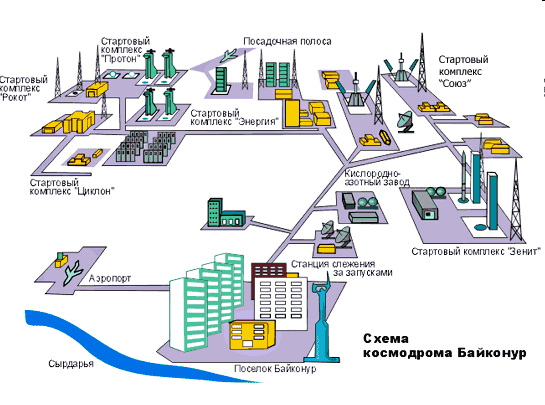 Стартовый
комплекс
"Протон"
Посадочная полоса
Стартовый
комплекс
"Союз"
Стартовый
комплекс
"Рокот"
Стартовый
комплекс "Энергия"
Стартовый
комплекс "Циклон"
Кислородно-
азотный завод
Стартовый комплекс "Зенит"
Станция слежения
за запусками
Аэропорт
Схема
космодрома Байконур
Сырдарья
Поселок Байконур